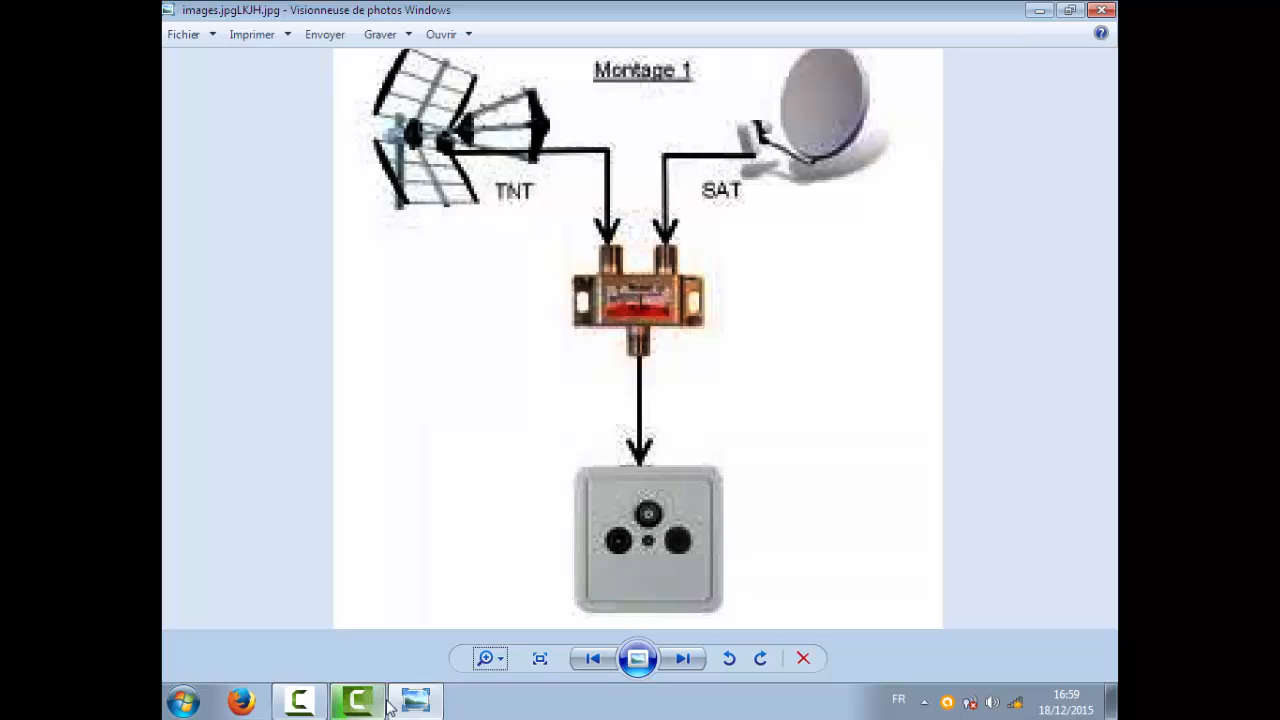 images.jpgLKJH.jpg - Visionneuse de photos Windows
Fichier Imprimer Envoyer Graver Ouvrir
Montage 1
TNT
SAT
FR
16:59
18/12/2015